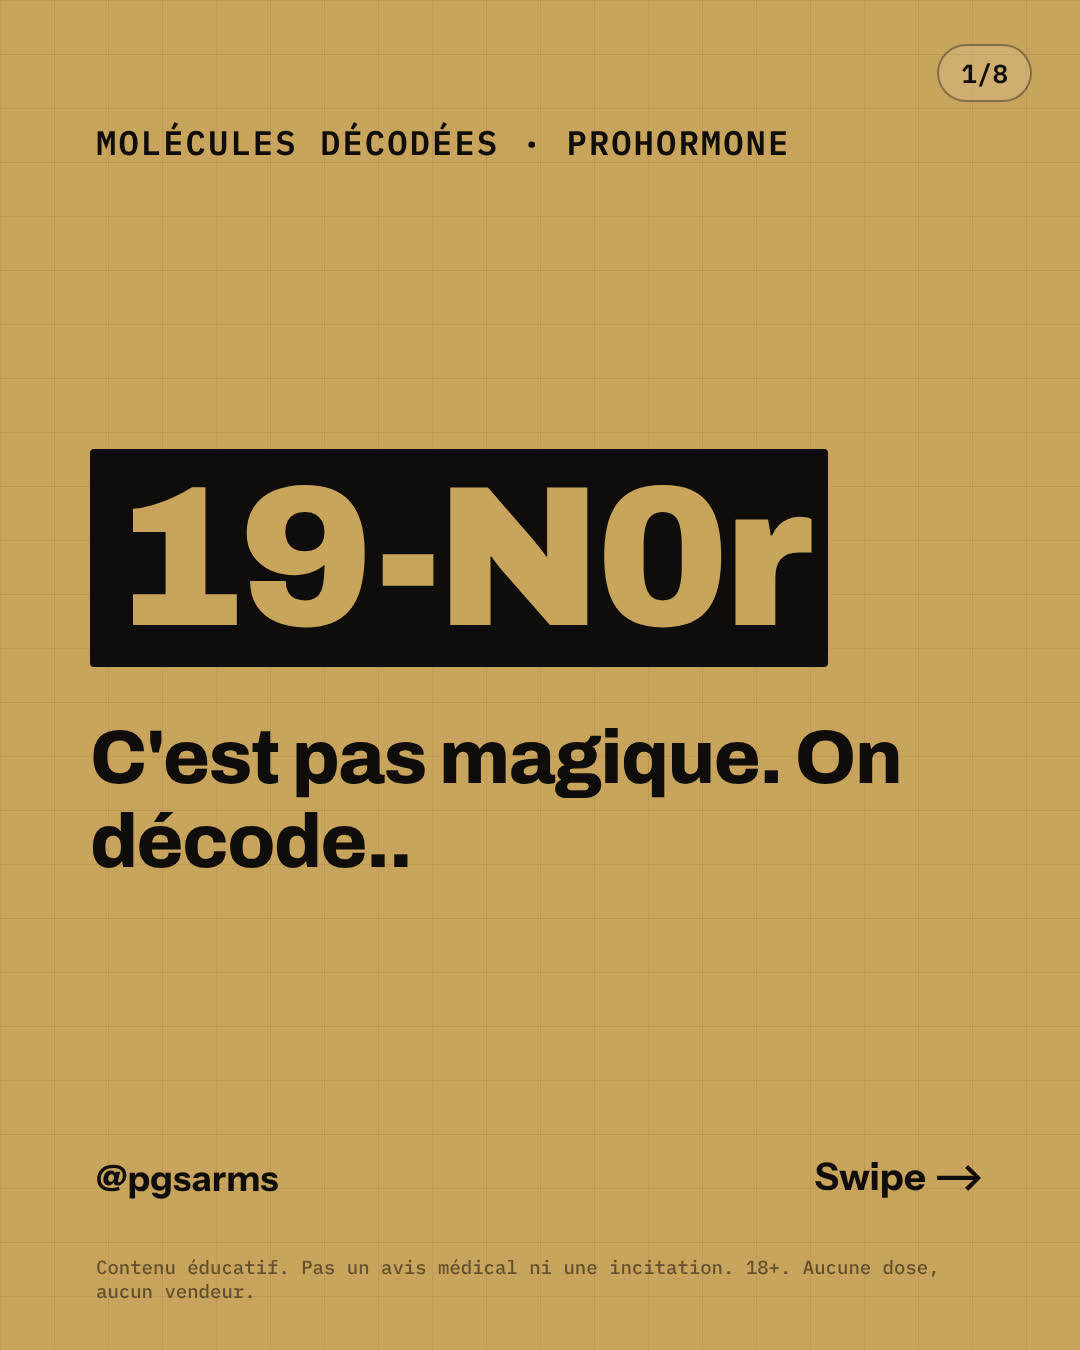 1/8
MOLÉCULES DÉCODÉES · PROHORMONE
19-N0r
C'est pas magique. On
décode..
@pgsarms
Swipe →
Contenu éducatif. Pas un avis médical ni une incitation. 18+. Aucune dose,
aucun vendeur.